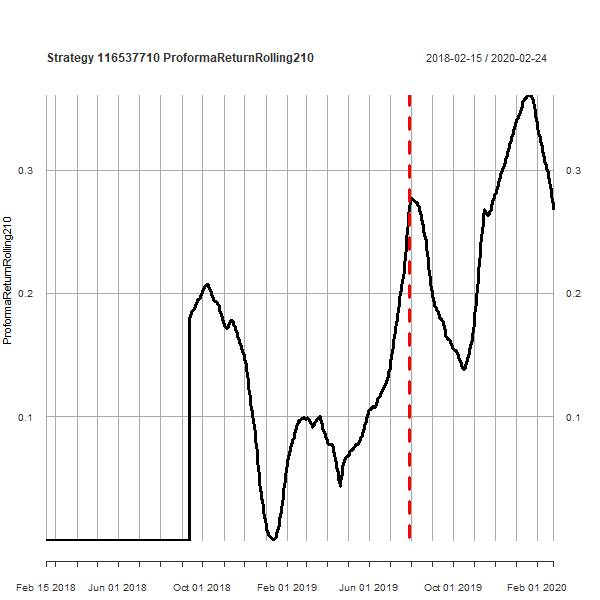 Strategy 116537710 ProformaReturnRolling210
2018-02-15 / 2020-02-24
ProformaReturnRolling210
0.3
0.2
0.1
0.3
0.2
0.1
Feb 15 2018
Jun 01 2018
Oct 01 2018
Feb 01 2019
Jun 01 2019
Oct 01 2019
Feb 01 2020